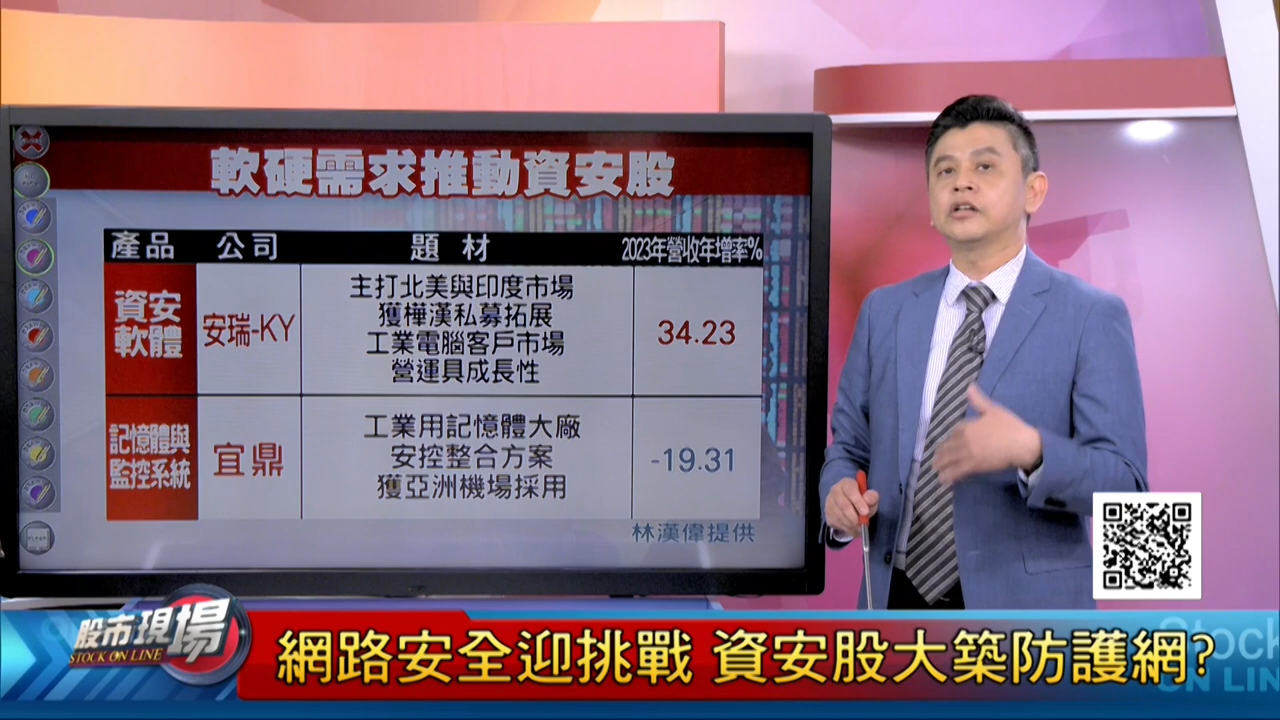 軟硬需求推動資安股
產品 公司 題材 2023年營收年增率%
資安
軟體
安瑞-KY
主打北美與印度市場
獲樺漢私募拓展
工業電腦客戶市場
營運具成長性
34.23
記憶體與
監控系統
宜鼎
工業用記憶體大廠
安控整合方案
獲亞洲機場採用
-19.31
林漢偉提供
股市現場
STOCK ON LINE
網路安全迎挑戰 資安股大築防護網?
Stock
ON LIN